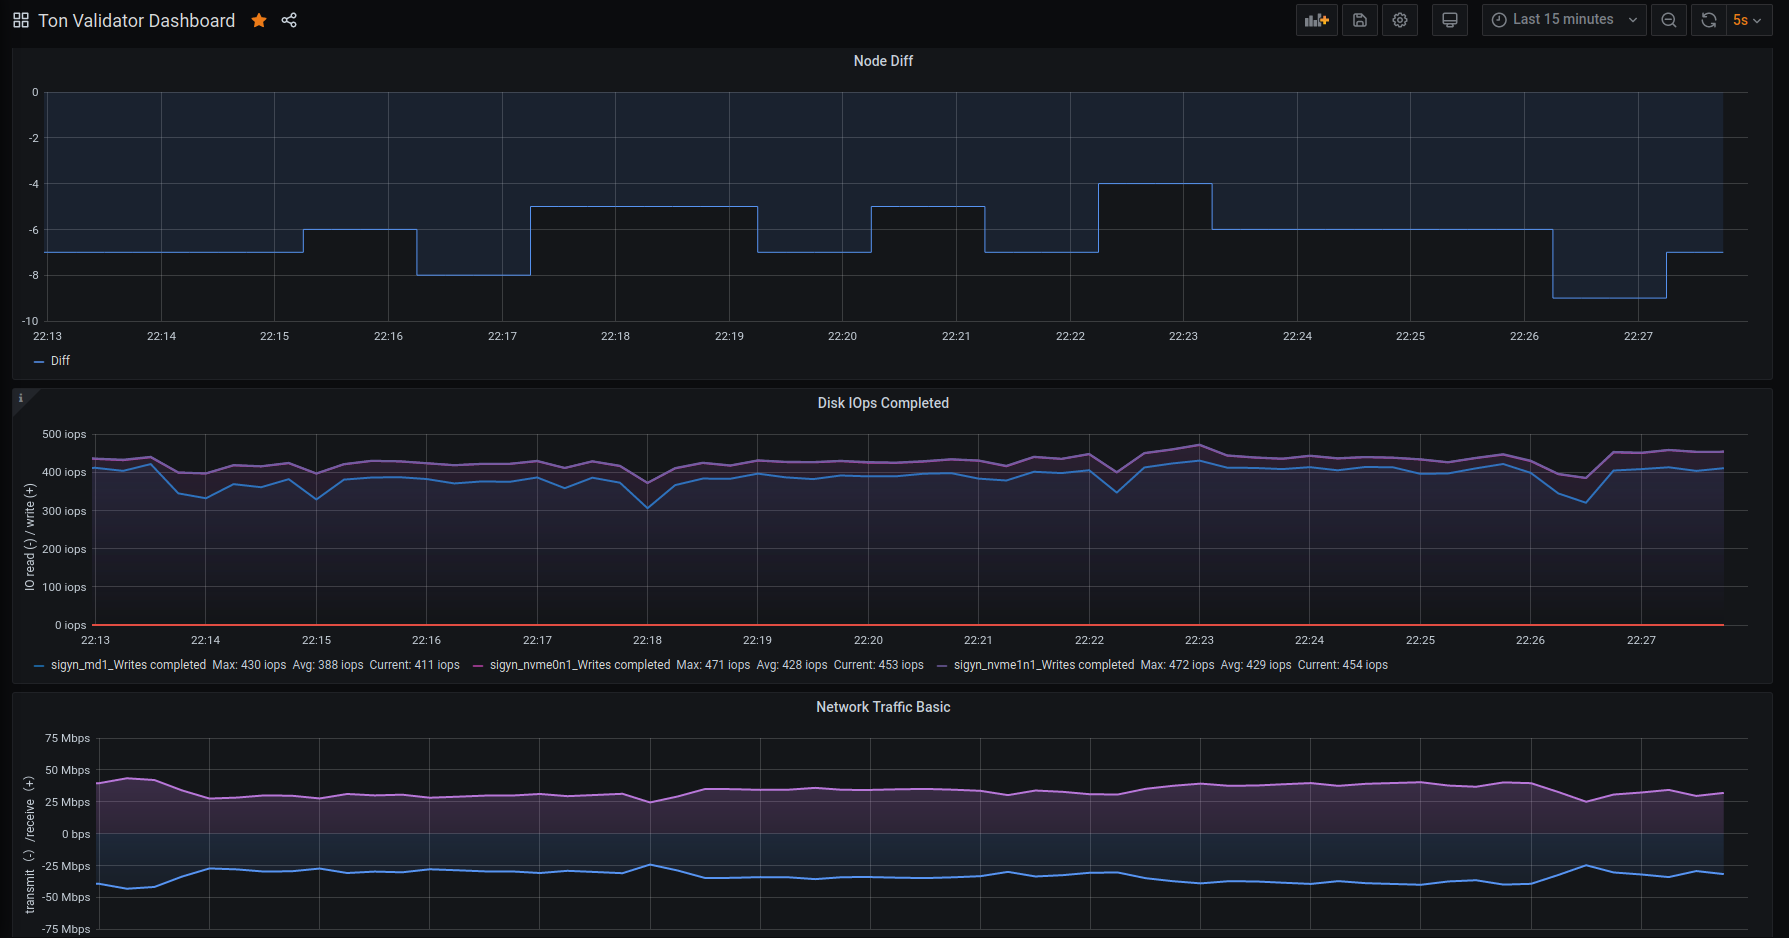 Ton Validator Dashboard
Last 15 minutes
5s
Node Diff
0
-2
-4
-6
-8
-10
22:13 22:14 22:15 22:16 22:17 22:18 22:19 22:20 22:21 22:22 22:23 22:24 22:25 22:26 22:27
Diff
i
Disk IOps Completed
IO read (-) / write (+)
500 iops
400 iops
300 iops
200 iops
100 iops
0 iops
22:13 22:14 22:15 22:16 22:17 22:18 22:19 22:20 22:21 22:22 22:23 22:24 22:25 22:26 22:27
sigyn_md1_Writes completed Max: 430 iops Avg: 388 iops Current: 411 iops sigyn_nvme0n1_Writes completed Max: 471 iops Avg: 428 iops Current: 453 iops sigyn_nvme1n1_Writes completed Max: 472 iops Avg: 429 iops Current: 454 iops
Network Traffic Basic
transmit (-) /receive (+)
75 Mbps
50 Mbps
25 Mbps
0 bps
-25 Mbps
-50 Mbps
-75 Mbps